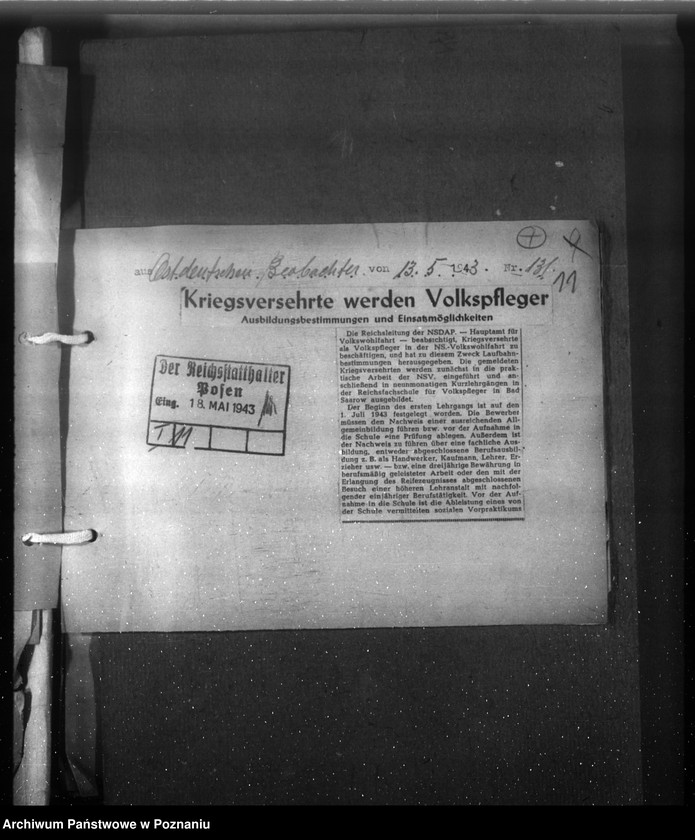 aus Ostdeutschen Beobachter von 13. 5. 1943. Nr. 131.
11
Kriegsversehrte werden Volkspfleger
Ausbildungsbestimmungen und Einsatzmöglichkeiten
Die Reichsleitung der NSDAP. — Hauptamt für
Volkswohlfahrt — beabsichtigt, Kriegsversehrte
als Volkspfleger in der NS.-Volkswohlfahrt zu
beschäftigen, und hat zu diesem Zweck Laufbahn-
bestimmungen herausgegeben. Die gemeldeten
Kriegsversehrten werden zunächst in die prak-
tische Arbeit der NSV. eingeführt und an-
schließend in neunmonatigen Kurzlehrgängen in
der Reichsfachschule für Volkspfleger in Bad
Saarow ausgebildet.
Der Beginn des ersten Lehrgangs ist auf den
1. Juli 1943 festgelegt worden. Die Bewerber
müssen den Nachweis einer ausreichenden All-
gemeinbildung führen bzw. vor der Aufnahme in
die Schule eine Prüfung ablegen. Außerdem ist
der Nachweis zu führen über eine fachliche Aus-
bildung, entweder abgeschlossene Berufsausbil-
dung z. B. als Handwerker, Kaufmann, Lehrer, Er-
zieher usw. — bzw. eine dreijährige Bewährung in
berufsmäßig geleisteter Arbeit oder den mit der
Erlangung des Reifezeugnisses abgeschlossenen
Besuch einer höheren Lehranstalt mit nachfol-
gender einjähriger Berufstätigkeit. Vor der Auf-
nahme in die Schule ist die Ableistung eines von
der Schule vermittelten sozialen Vorpraktikums
Der Reichsstatthalter
Posen
Eing. 18. MAI 1943
Archiwum Państwowe w Poznaniu